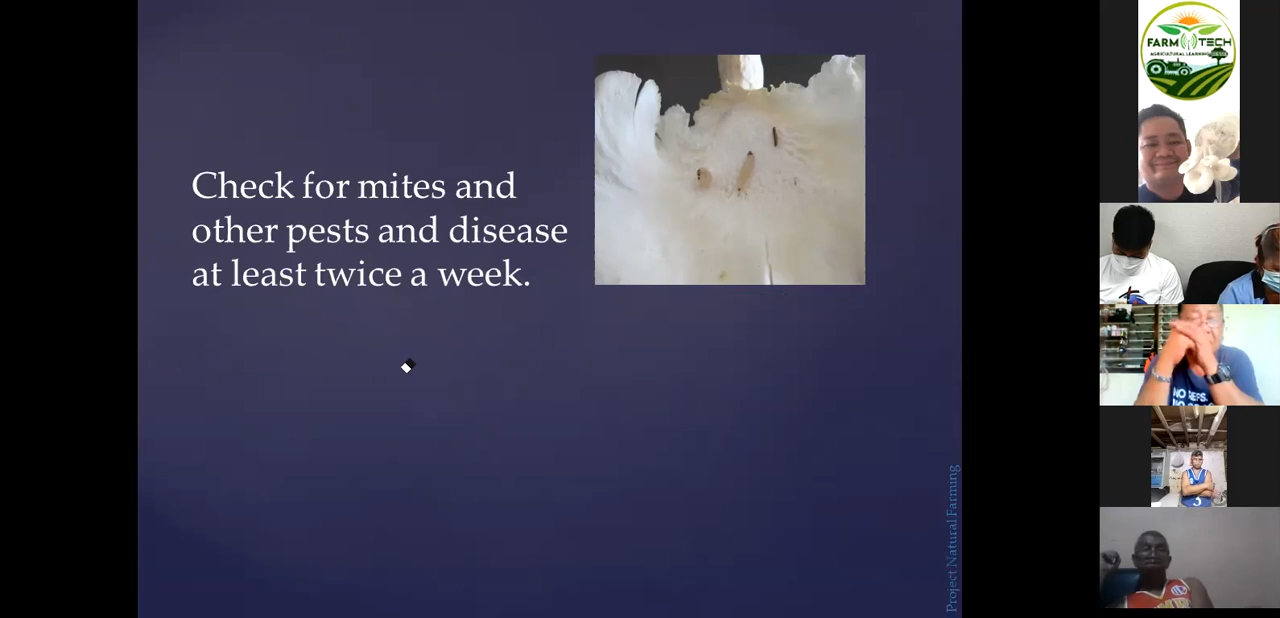 Check for mites and
other pests and disease
at least twice a week.
Project Natural Farming
FARM TECH
AGRICULTURAL LEARNING
NO